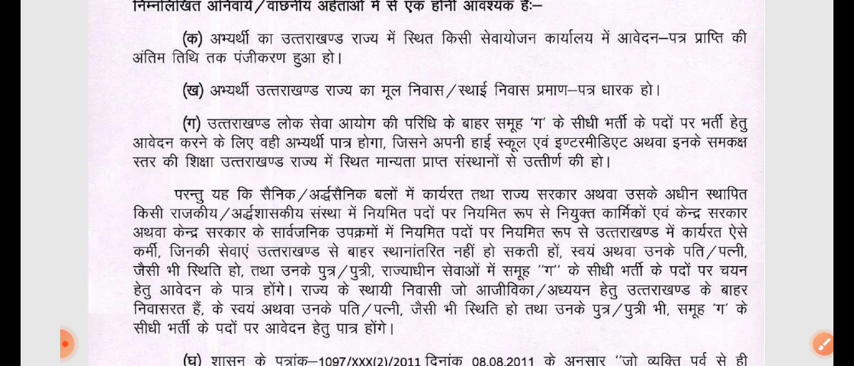 निम्नलिखित अनिवार्य/वांछनीय अर्हताओं में से एक होनी आवश्यक हैः–
(क) अभ्यर्थी का उत्तराखण्ड राज्य में स्थित किसी सेवायोजन कार्यालय में आवेदन–पत्र प्राप्ति की
अंतिम तिथि तक पंजीकरण हुआ हो।
(ख) अभ्यर्थी उत्तराखण्ड राज्य का मूल निवास/स्थाई निवास प्रमाण–पत्र धारक हो।
(ग) उत्तराखण्ड लोक सेवा आयोग की परिधि के बाहर समूह 'ग' के सीधी भर्ती के पदों पर भर्ती हेतु
आवेदन करने के लिए वही अभ्यर्थी पात्र होगा, जिसने अपनी हाई स्कूल एवं इण्टरमीडिएट अथवा इनके समकक्ष
स्तर की शिक्षा उत्तराखण्ड राज्य में स्थित मान्यता प्राप्त संस्थानों से उत्तीर्ण की हो।
परन्तु यह कि सैनिक/अर्द्धसैनिक बलों में कार्यरत तथा राज्य सरकार अथवा उसके अधीन स्थापित
किसी राजकीय/अर्द्धशासकीय संस्था में नियमित पदों पर नियमित रूप से नियुक्त कार्मिकों एवं केन्द्र सरकार
अथवा केन्द्र सरकार के सार्वजनिक उपक्रमों में नियमित पदों पर नियमित रूप से उत्तराखण्ड में कार्यरत ऐसे
कर्मी, जिनकी सेवाएं उत्तराखण्ड से बाहर स्थानांतरित नहीं हो सकती हों, स्वयं अथवा उनके पति/पत्नी,
जैसी भी स्थिति हो, तथा उनके पुत्र/पुत्री, राज्याधीन सेवाओं में समूह ''ग'' के सीधी भर्ती के पदों पर चयन
हेतु आवेदन के पात्र होंगे। राज्य के स्थायी निवासी जो आजीविका/अध्ययन हेतु उत्तराखण्ड के बाहर
निवासरत हैं, के स्वयं अथवा उनके पति/पत्नी, जैसी भी स्थिति हो तथा उनके पुत्र/पुत्री भी, समूह 'ग' के
सीधी भर्ती के पदों पर आवेदन हेतु पात्र होंगे।
(घ) शासन के पत्रांक–1097/XXX(2)/2011 दिनांक 08.08.2011 के अनुसार ''जो व्यक्ति पूर्व से ही